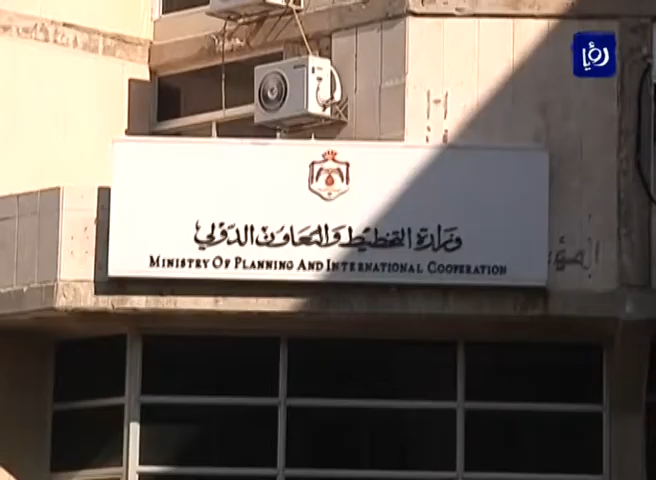 رؤيا
وزارة التخطيط والتعاون الدولي
MINISTRY OF PLANNING AND INTERNATIONAL COOPERATION